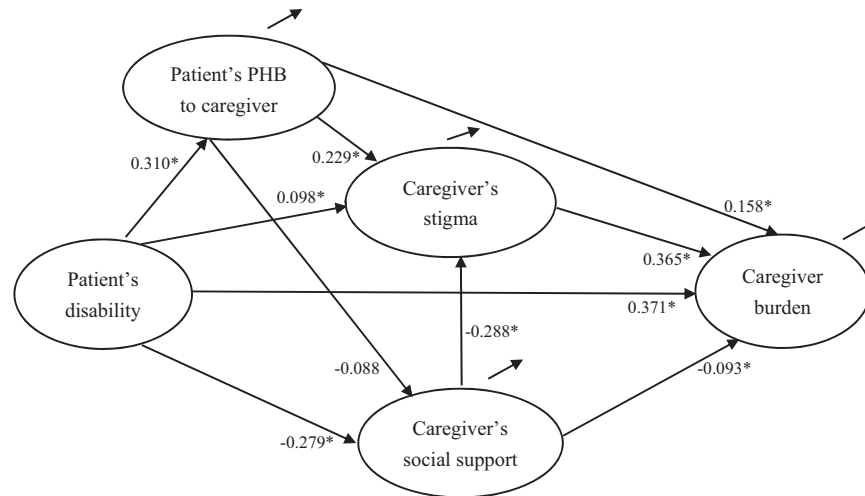 Patient’s PHB
to caregiver
0.310*
0.229*
0.098*
Caregiver’s
stigma
0.158*
0.365*
Patient’s
disability
Caregiver
burden
0.371*
-0.288*
-0.088
-0.093*
-0.279*
Caregiver’s
social support